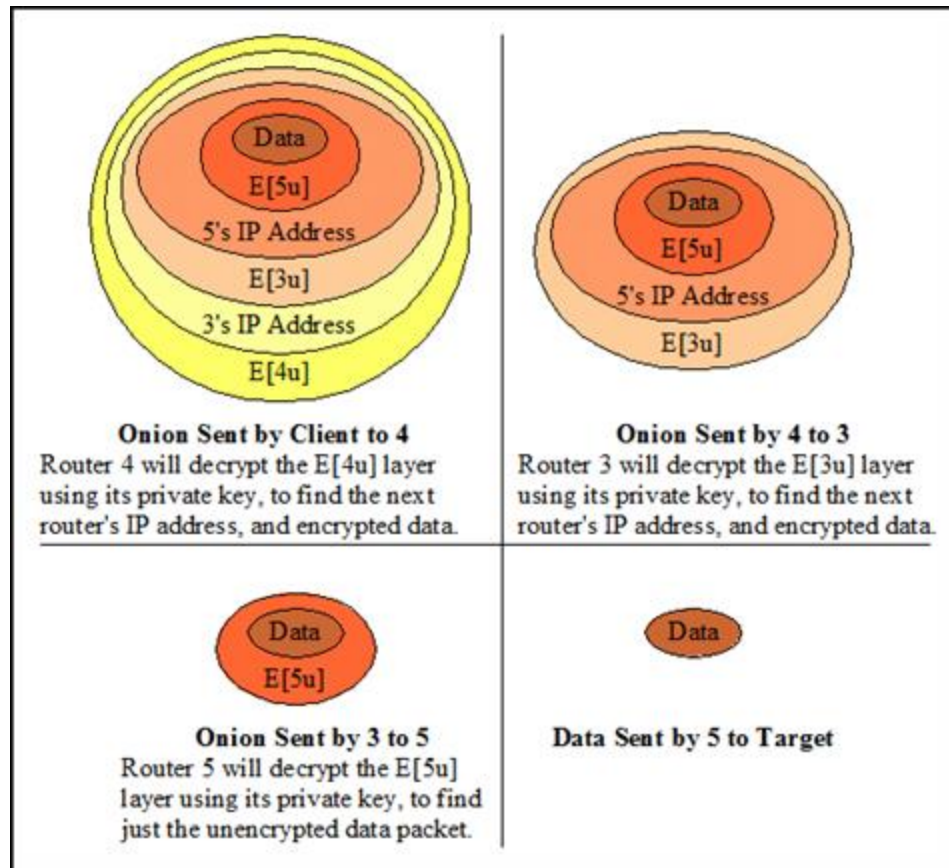 Data
E[5u]
5's IP Address
E[3u]
3's IP Address
E[4u]
Onion Sent by Client to 4
Router 4 will decrypt the E[4u] layer
using its private key, to find the next
router's IP address, and encrypted data.
Data
E[5u]
5's IP Address
E[3u]
Onion Sent by 4 to 3
Router 3 will decrypt the E[3u] layer
using its private key, to find the next
router's IP address, and encrypted data.
Data
E[5u]
Onion Sent by 3 to 5
Router 5 will decrypt the E[5u]
layer using its private key, to find
just the unencrypted data packet.
Data
Data Sent by 5 to Target